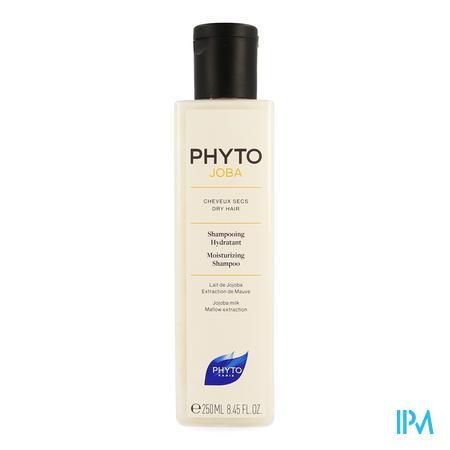 PHYTO
JOBA
CHEVEUX SECS
DRY HAIR
Shampooing
Hydratant
Moisturizing
Shampoo
Lait de Jojoba
Extraction de Mauve
Jojoba milk
Mallow extraction
PHYTO
PARIS
℮250ML 8.45 FL.OZ.
IPM